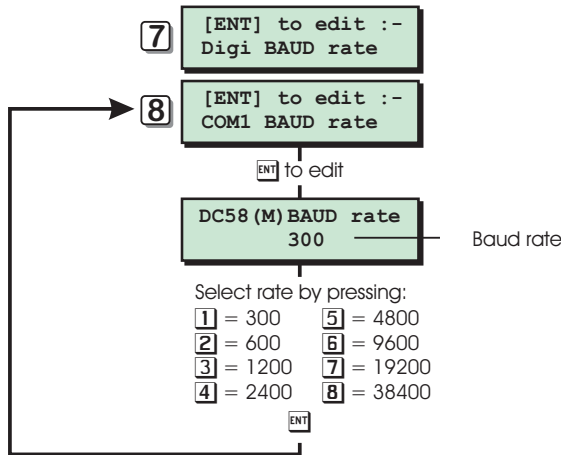 7 [ENT] to edit :-
Digi BAUD rate
8 [ENT] to edit :-
COM1 BAUD rate
ENT to edit
DC58(M)BAUD rate
300
Baud rate
Select rate by pressing:
1 = 300 5 = 4800
2 = 600 6 = 9600
3 = 1200 7 = 19200
4 = 2400 8 = 38400
ENT